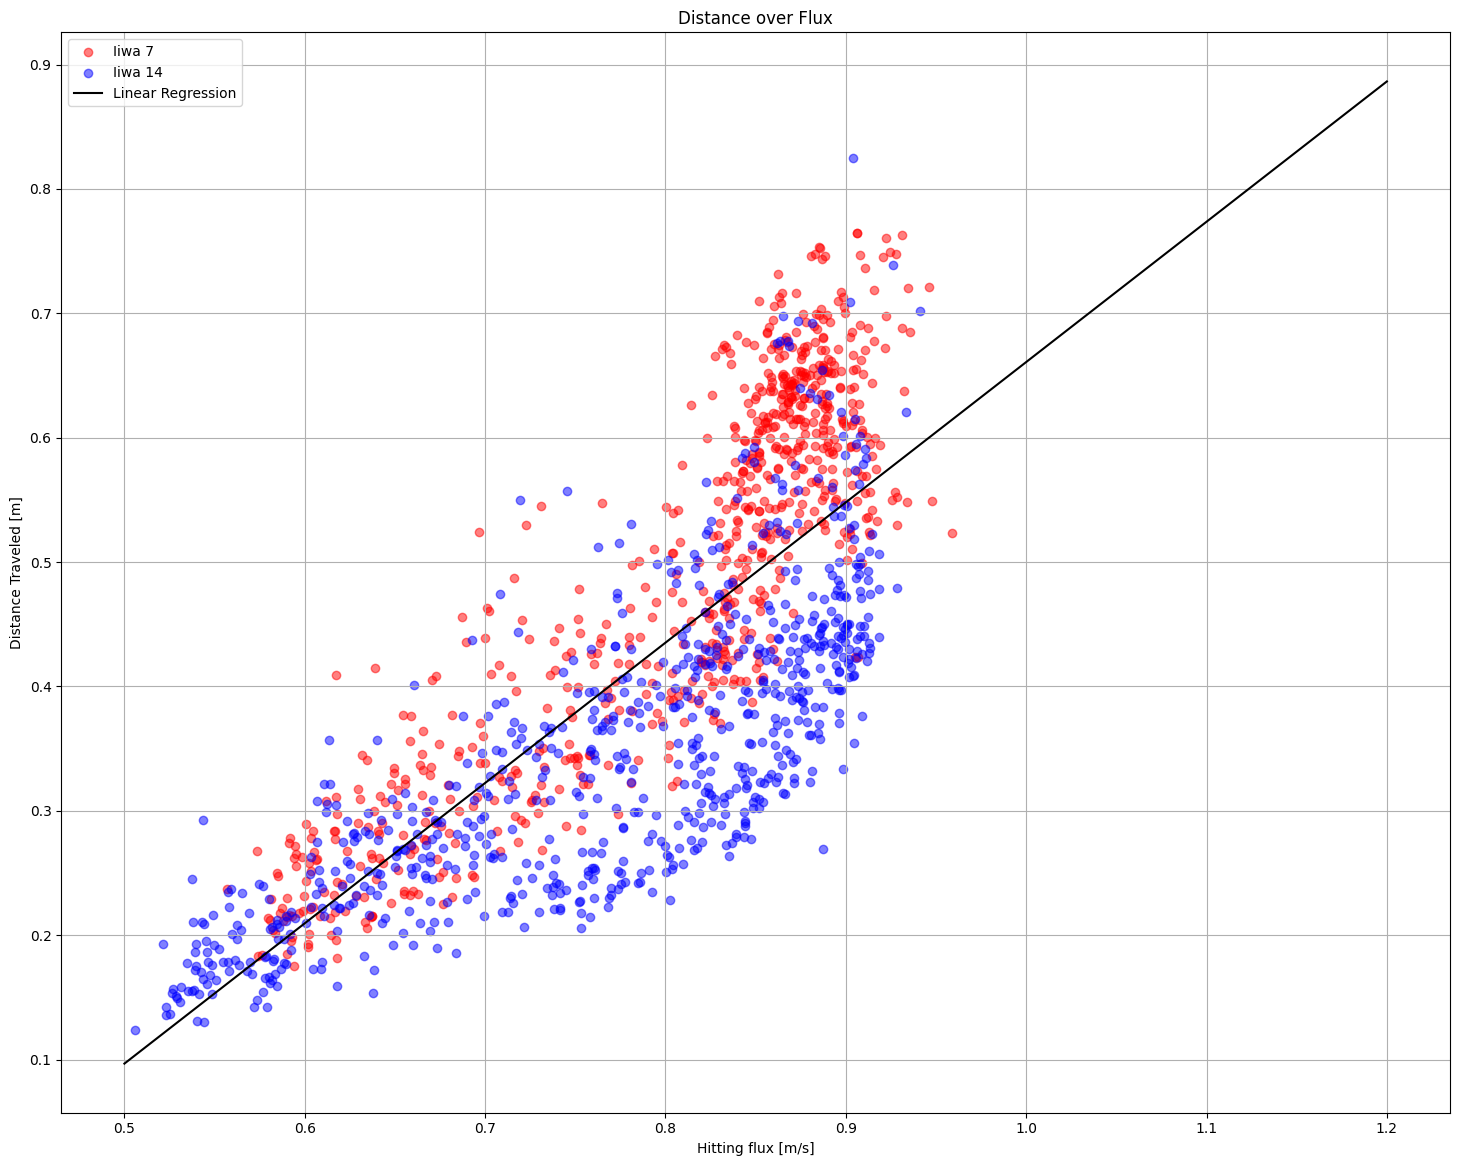 Distance over Flux
Iiwa 7
Iiwa 14
Linear Regression
Distance Traveled [m]
0.9
0.8
0.7
0.6
0.5
0.4
0.3
0.2
0.1
0.5 0.6 0.7 0.8 0.9 1.0 1.1 1.2
Hitting flux [m/s]